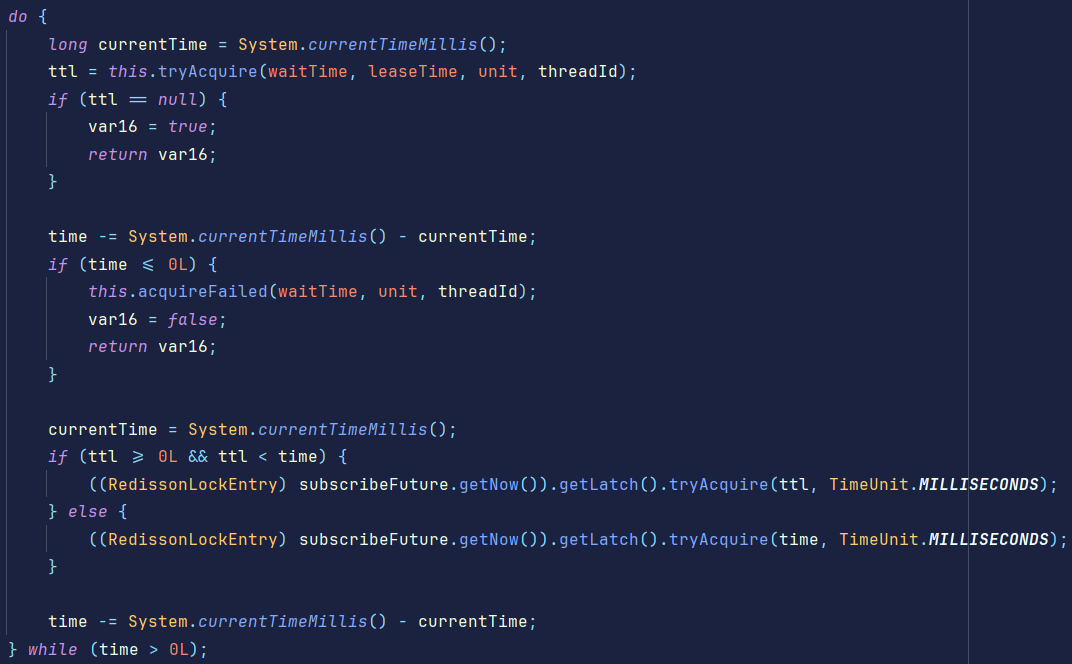 do {
    long currentTime = System.currentTimeMillis();
    ttl = this.tryAcquire(waitTime, leaseTime, unit, threadId);
    if (ttl == null) {
        var16 = true;
        return var16;
    }

    time -= System.currentTimeMillis() - currentTime;
    if (time <= 0L) {
        this.acquireFailed(waitTime, unit, threadId);
        var16 = false;
        return var16;
    }

    currentTime = System.currentTimeMillis();
    if (ttl >= 0L && ttl < time) {
        ((RedissonLockEntry) subscribeFuture.getNow()).getLatch().tryAcquire(ttl, TimeUnit.MILLISECONDS);
    } else {
        ((RedissonLockEntry) subscribeFuture.getNow()).getLatch().tryAcquire(time, TimeUnit.MILLISECONDS);
    }

    time -= System.currentTimeMillis() - currentTime;
} while (time > 0L);